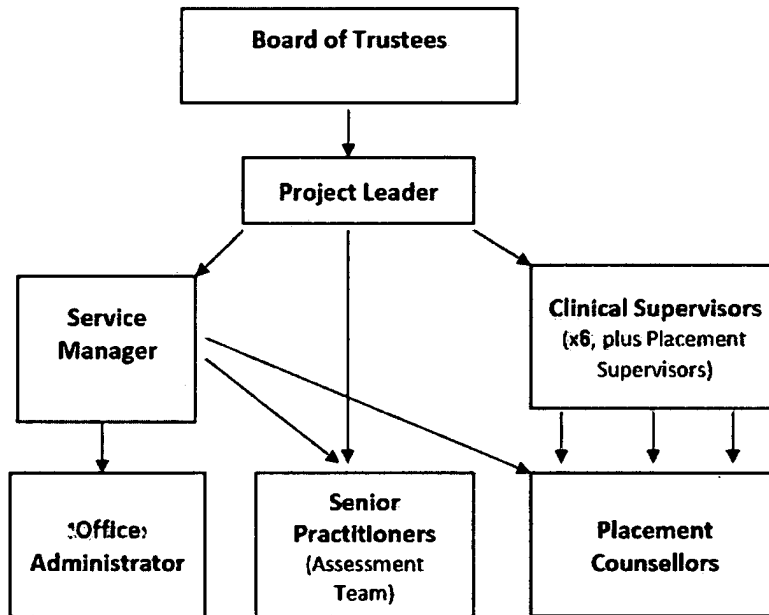 Board of Trustees
Project Leader
Service
Manager
Clinical Supervisors
(x6, plus Placement
Supervisors)
Office
Administrator
Senior
Practitioners
(Assessment
Team)
Placement
Counsellors